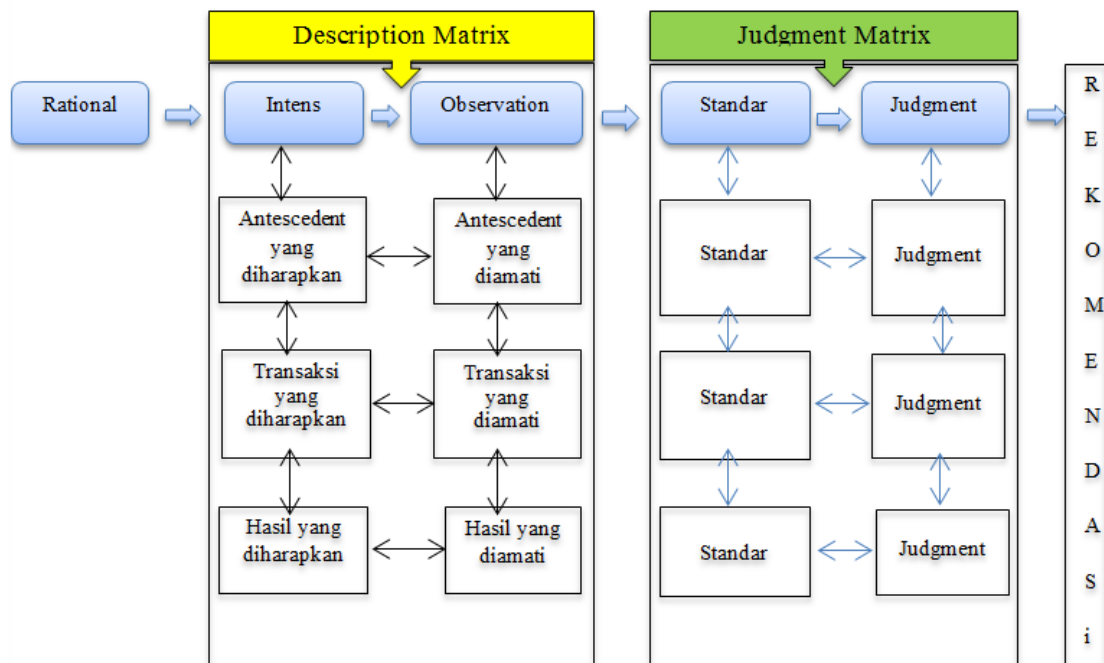 Description Matrix
Judgment Matrix
Rational
Intens
Observation
Standar
Judgment
Antescedent
yang
diharapkan
Antescedent
yang
diamati
Standar
Judgment
Transaksi
yang
diharapkan
Transaksi
yang
diamati
Standar
Judgment
Hasil yang
diharapkan
Hasil yang
diamati
Standar
Judgment
R
E
K
O
M
E
N
D
A
S
i